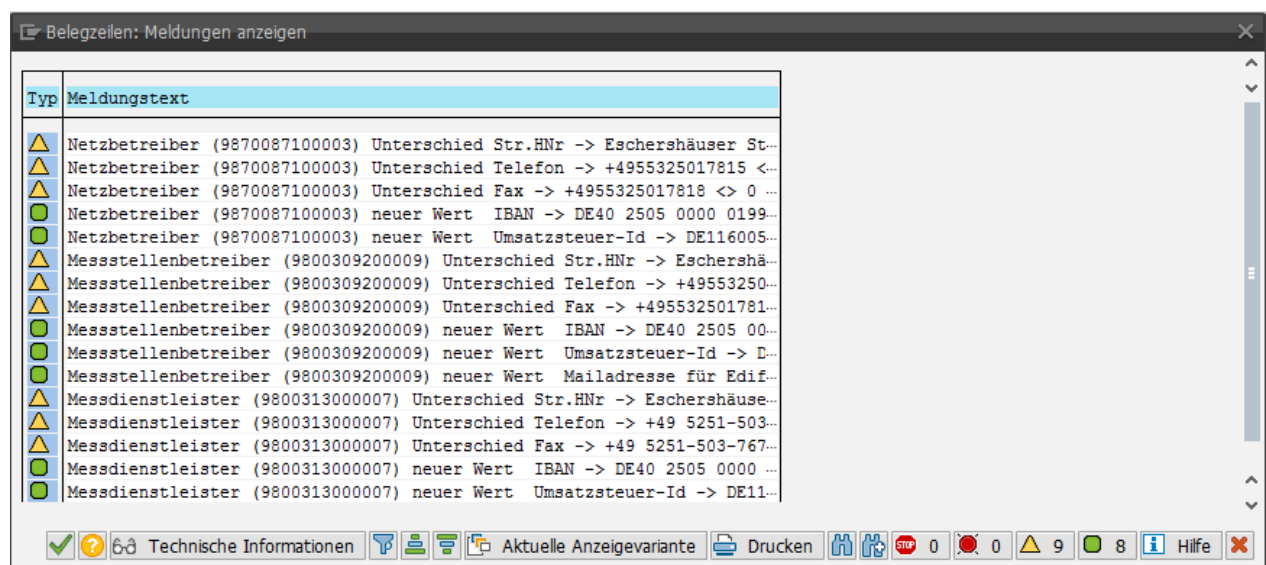 Belegzeilen: Meldungen anzeigen
Typ Meldungstext
Netzbetreiber (9870087100003) Unterschied Str.HNr -> Eschershäuser St…
Netzbetreiber (9870087100003) Unterschied Telefon -> +4955325017815 <…
Netzbetreiber (9870087100003) Unterschied Fax -> +4955325017818 <> 0 …
Netzbetreiber (9870087100003) neuer Wert IBAN -> DE40 2505 0000 0199…
Netzbetreiber (9870087100003) neuer Wert Umsatzsteuer-Id -> DE116005…
Messstellenbetreiber (9800309200009) Unterschied Str.HNr -> Eschershä…
Messstellenbetreiber (9800309200009) Unterschied Telefon -> +49553250…
Messstellenbetreiber (9800309200009) Unterschied Fax -> +495532501781…
Messstellenbetreiber (9800309200009) neuer Wert IBAN -> DE40 2505 00…
Messstellenbetreiber (9800309200009) neuer Wert Umsatzsteuer-Id -> D…
Messstellenbetreiber (9800309200009) neuer Wert Mailadresse für Edif…
Messdienstleister (9800313000007) Unterschied Str.HNr -> Eschershäuse…
Messdienstleister (9800313000007) Unterschied Telefon -> +49 5251-503…
Messdienstleister (9800313000007) Unterschied Fax -> +49 5251-503-767…
Messdienstleister (9800313000007) neuer Wert IBAN -> DE40 2505 0000 …
Messdienstleister (9800313000007) neuer Wert Umsatzsteuer-Id -> DE11…
Technische Informationen Aktuelle Anzeigevariante Drucken STOP 0 0 9 8 Hilfe